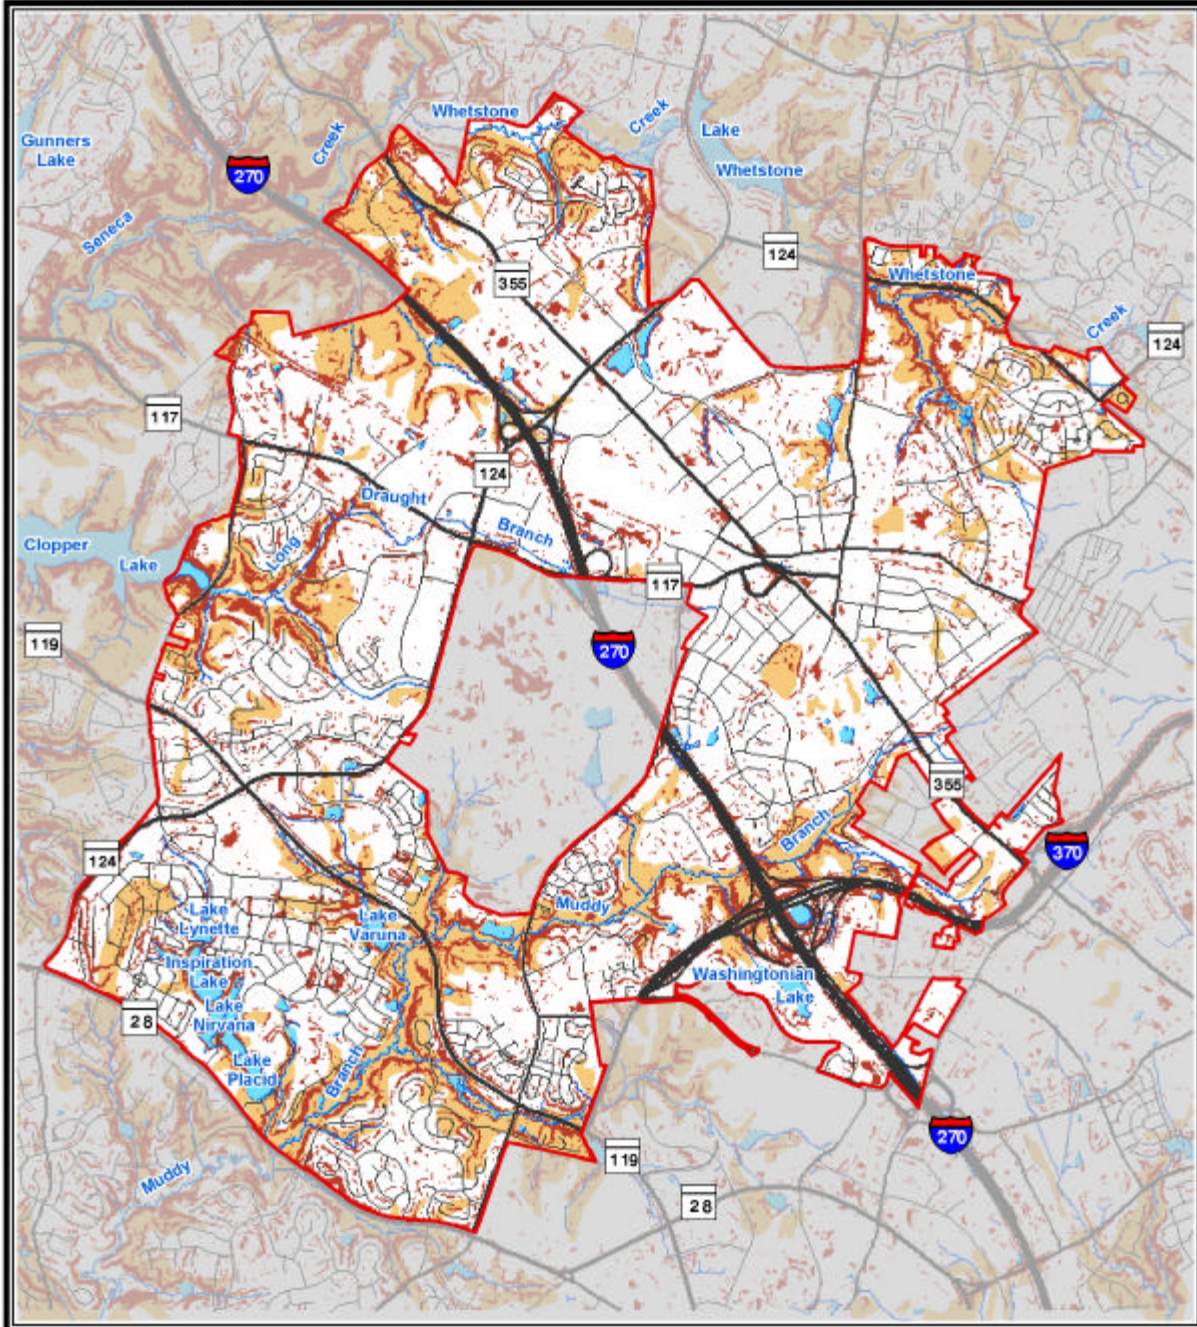 Whetstone
Creek
Lake
Whetstone
Gunners
Lake
Creek
270
Seneca
124
355
Whetstone
Creek
124
117
124
Draught
Branch
Long
Clopper
Lake
117
119
270
355
Branch
370
124
Muddy
Lake
Lynette
Lake
Varuna
Inspiration
Lake
Washingtonian
Lake
Lake
Nirvana
28
Lake
Placid
Branch
270
119
Muddy
28